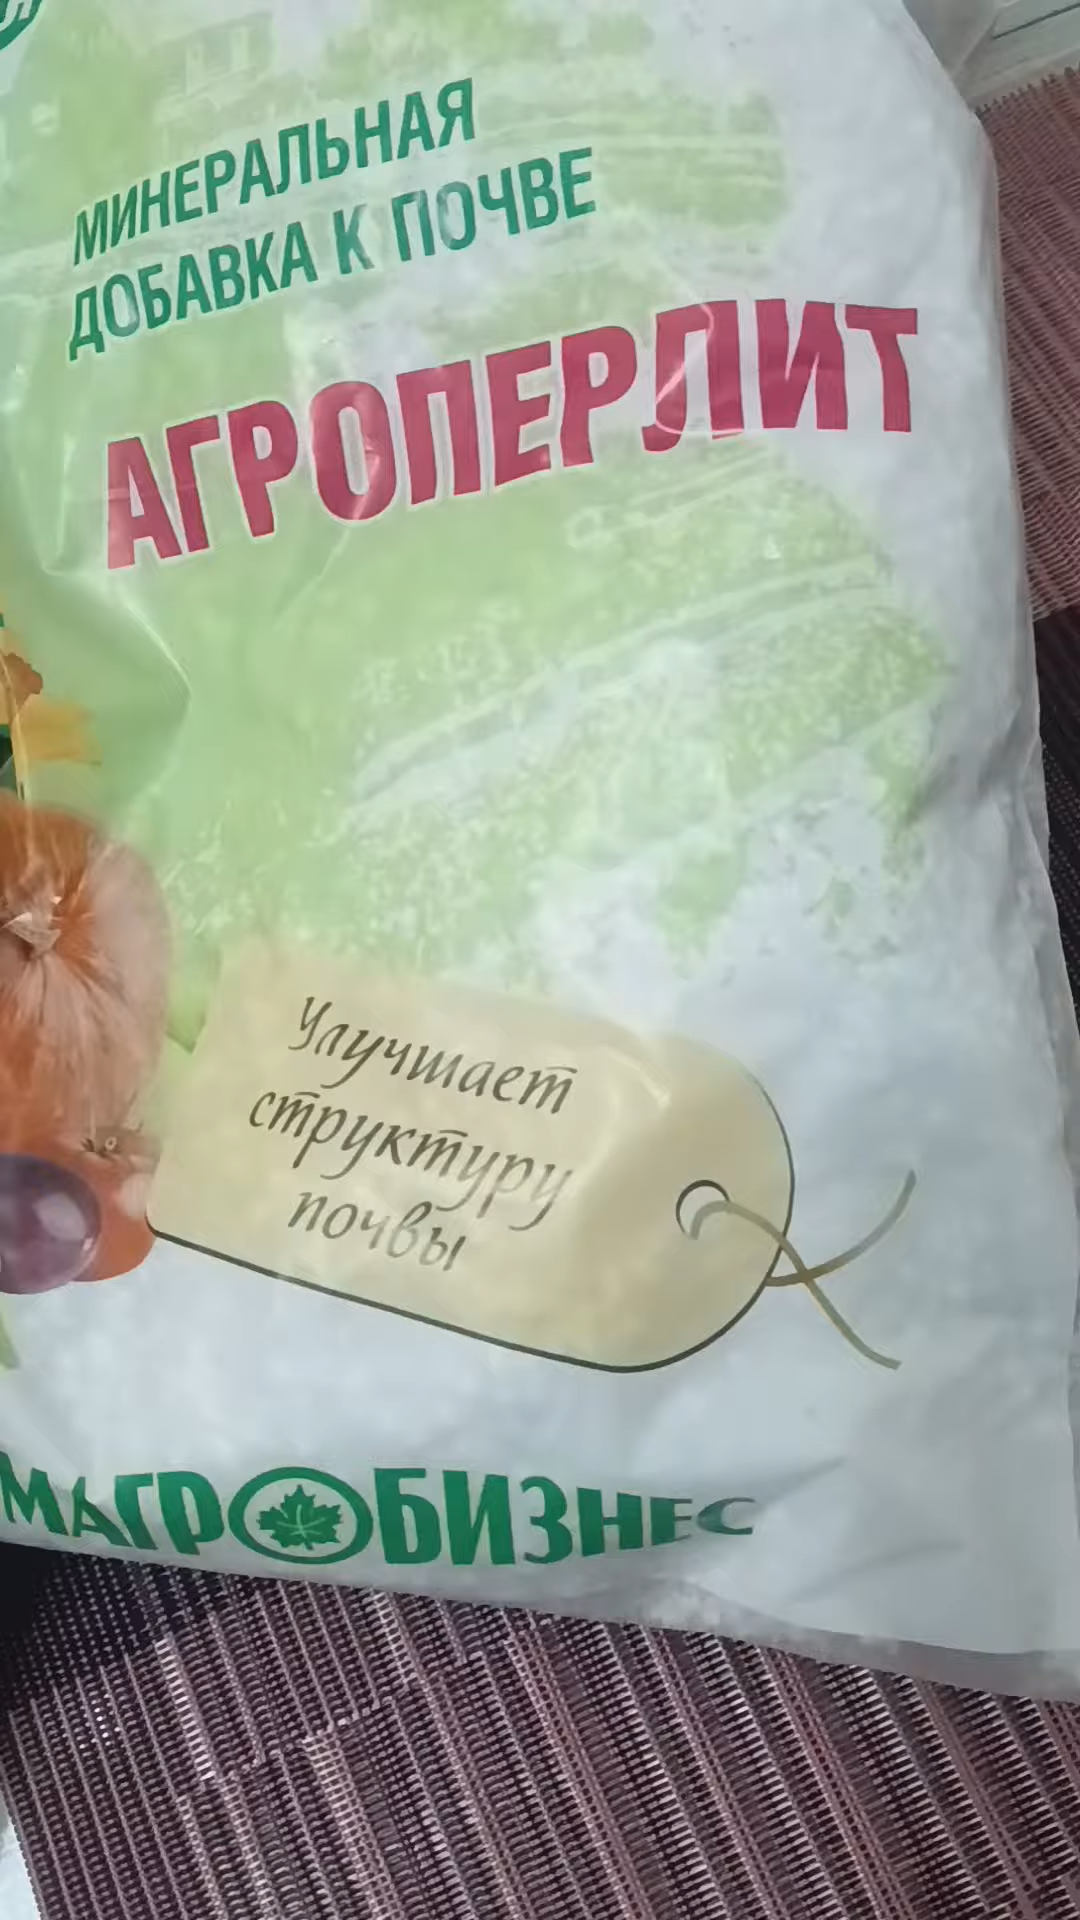 МИНЕРАЛЬНАЯ
ДОБАВКА К ПОЧВЕ
АГРОПЕРЛИТ
Улучшает
структуру
почвы
МАГРОБИЗНЕС